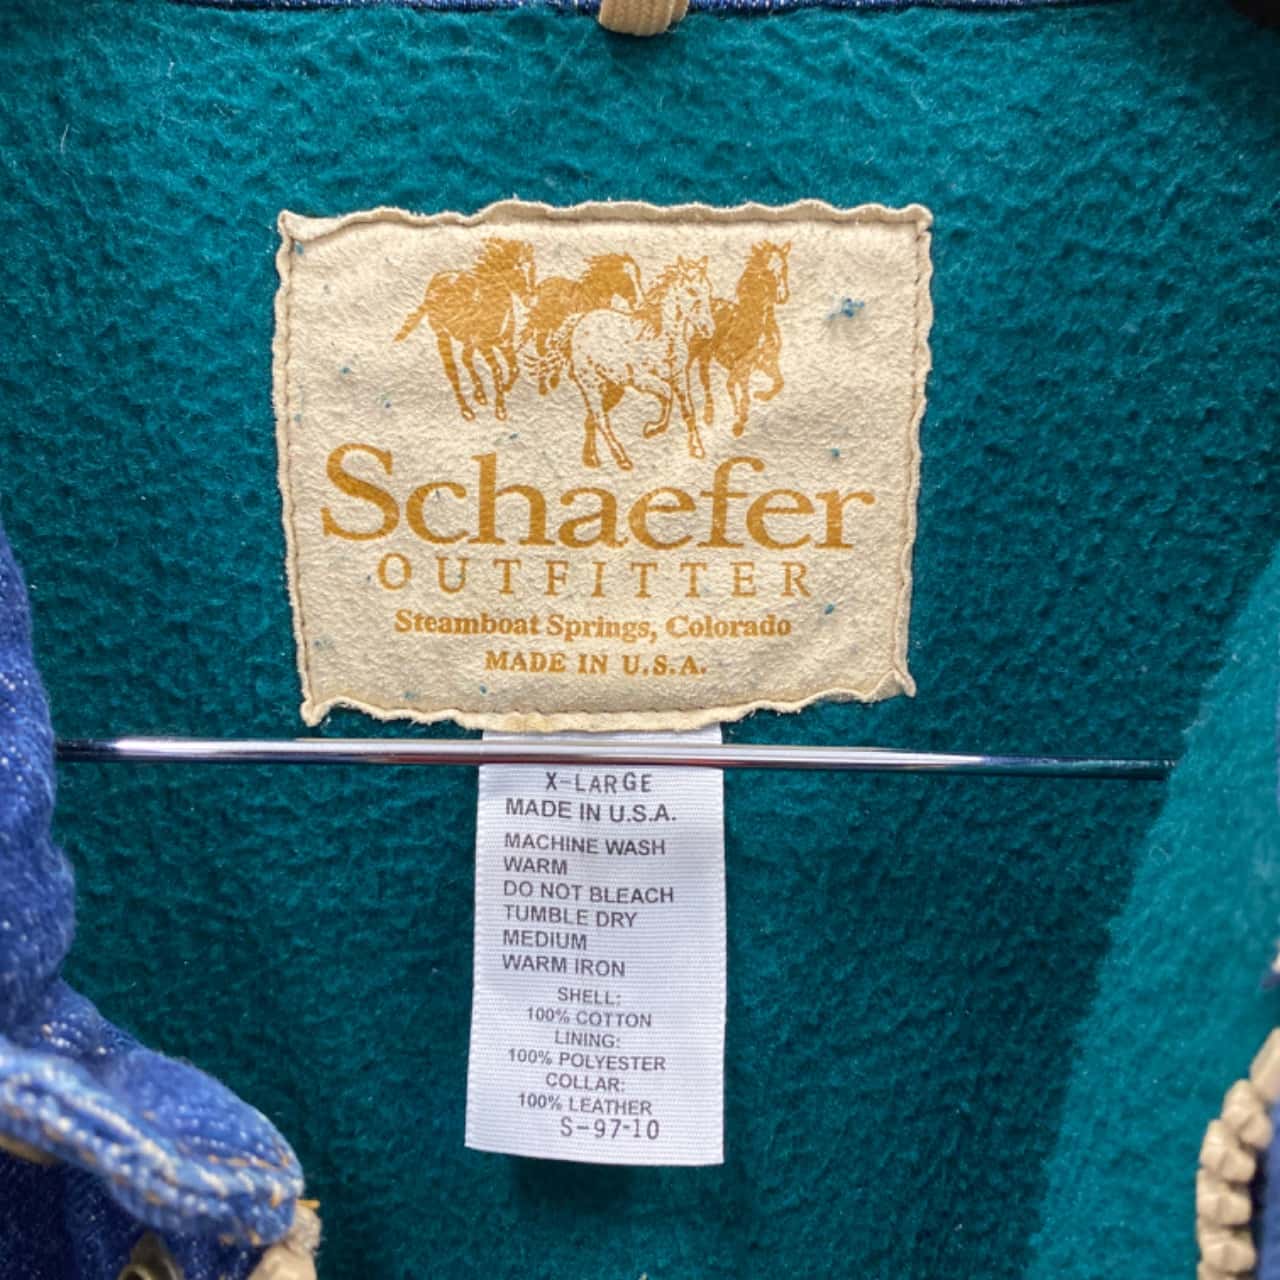 Schaefer
OUTFITTER
Steamboat Springs, Colorado
MADE IN U.S.A.
X-LARGE
MADE IN U.S.A.
MACHINE WASH
WARM
DO NOT BLEACH
TUMBLE DRY
MEDIUM
WARM IRON
SHELL:
100% COTTON
LINING:
100% POLYESTER
COLLAR:
100% LEATHER
S-97-10